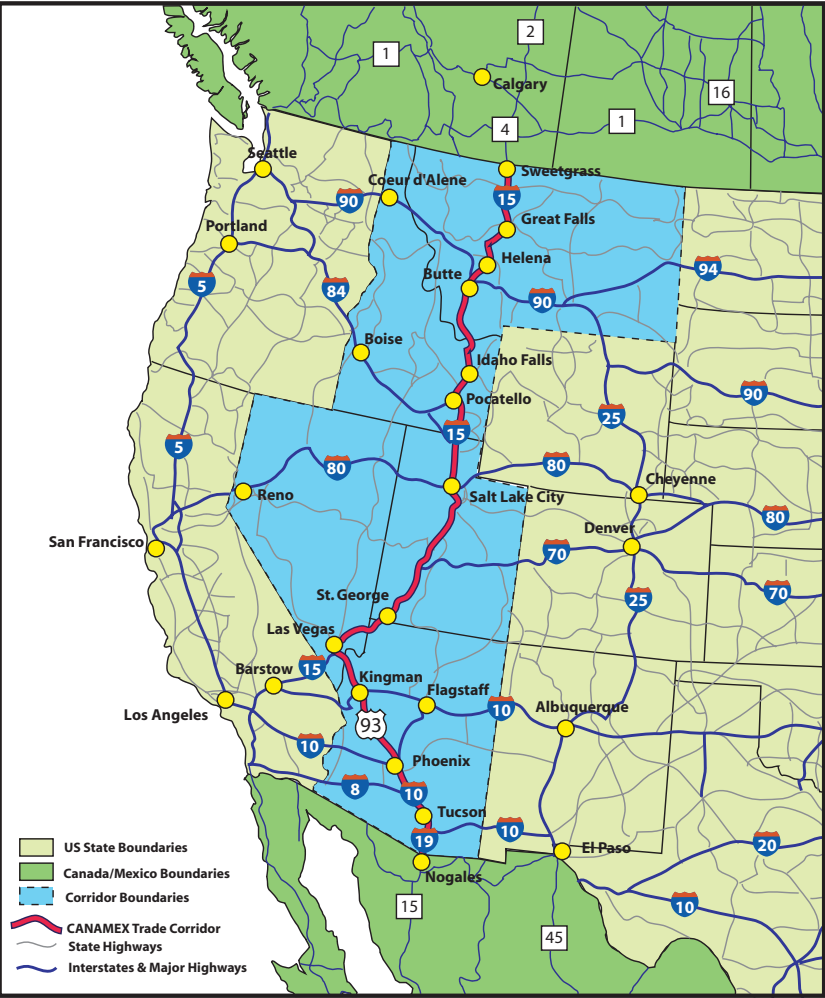 2
1
Calgary
16
1
4
Seattle
Sweetgrass
Coeur d'Alene
90
15
Great Falls
Portland
Helena
94
Butte
5
84
90
Boise
Idaho Falls
90
Pocatello
25
15
5
80
80
Cheyenne
Reno
Salt Lake City
80
Denver
San Francisco
70
70
St. George
25
Las Vegas
15
Barstow
Kingman
Flagstaff
10
Albuquerque
Los Angeles
93
10
Phoenix
8
10
Tucson
10
19
20
El Paso
Nogales
15
10
45
US State Boundaries
Canada/Mexico Boundaries
Corridor Boundaries
CANAMEX Trade Corridor
State Highways
Interstates & Major Highways